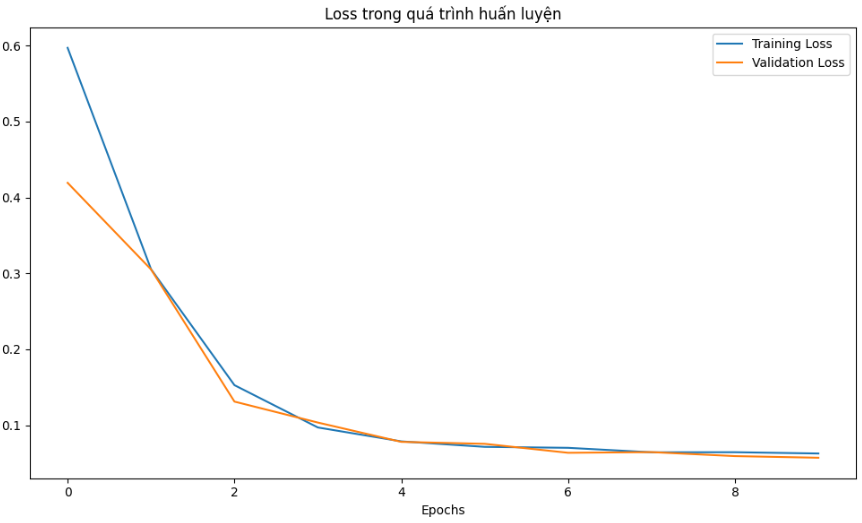 Loss trong quá trình huấn luyện
Training Loss
Validation Loss
0.6
0.5
0.4
0.3
0.2
0.1
0
2
4
6
8
Epochs